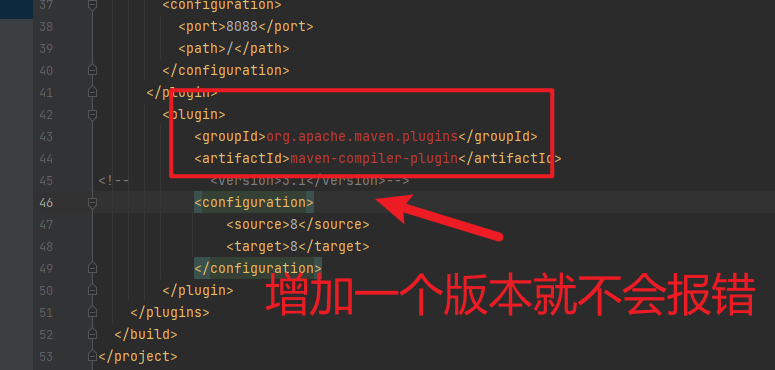 37 <configuration>
38 <port>8088</port>
39 <path>/</path>
40 </configuration>
41 </plugin>
42 <plugin>
43 <groupId>org.apache.maven.plugins</groupId>
44 <artifactId>maven-compiler-plugin</artifactId>
45 <!-- <version>3.1</version>-->
46 <configuration>
47 <source>8</source>
48 <target>8</target>
49 </configuration>
50 </plugin>
51 </plugins>
52 </build>
53 </project>
增加一个版本就不会报错